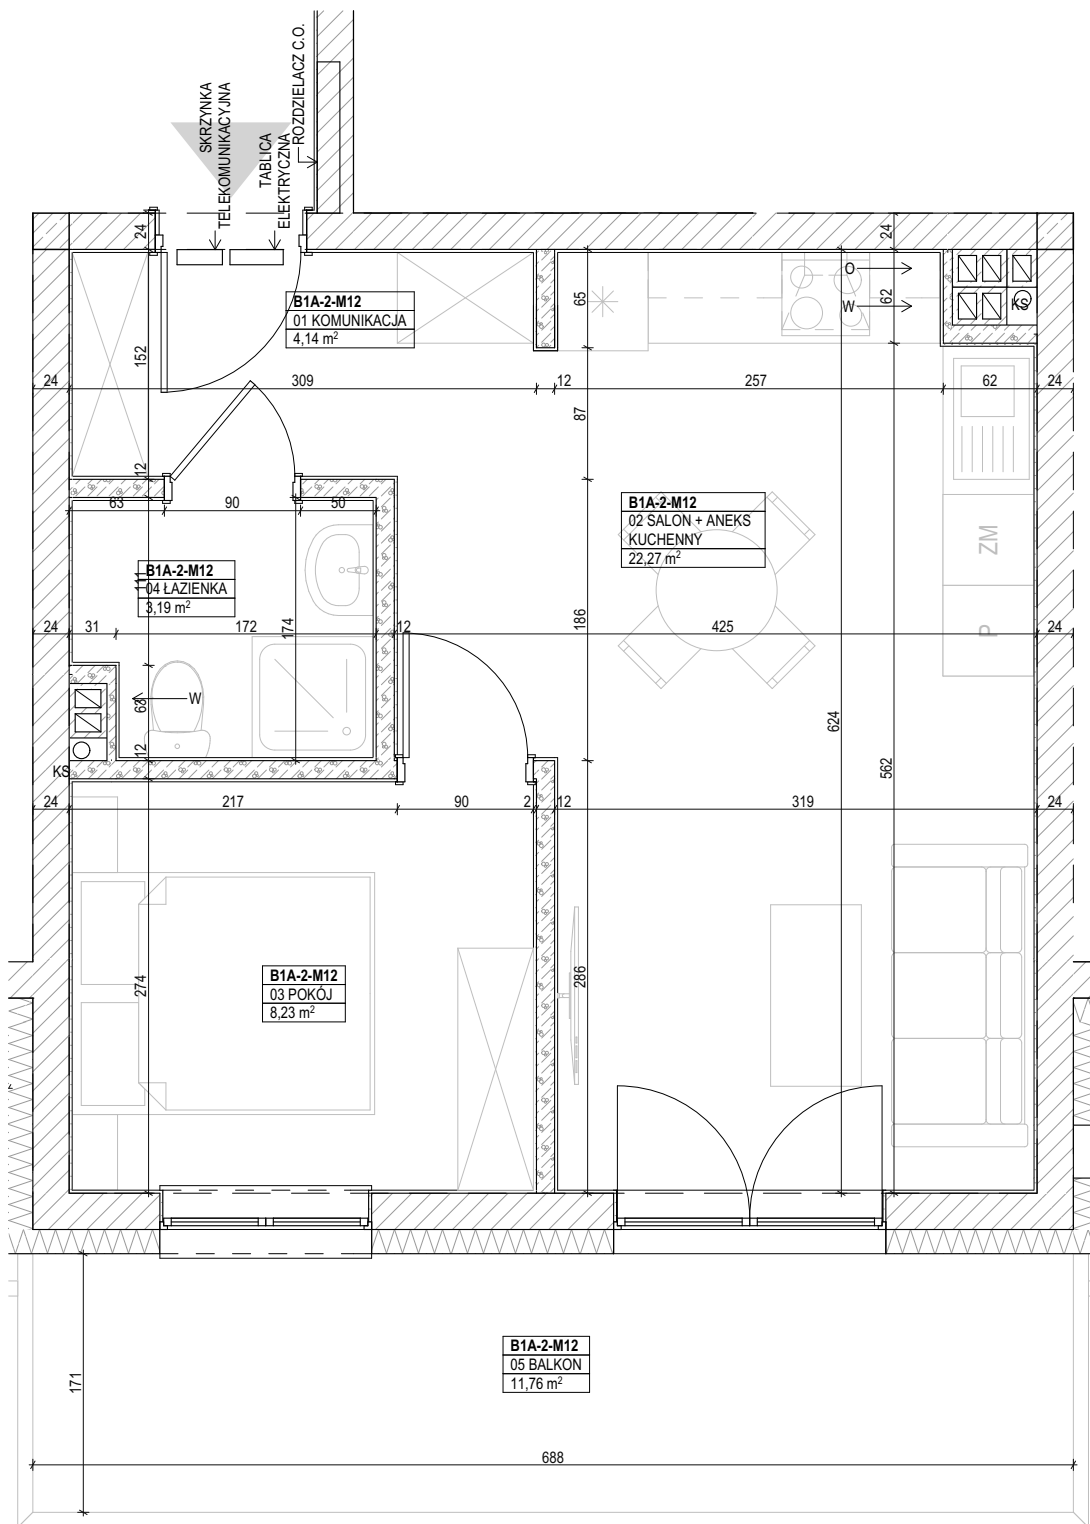 SKRZYNKA
TELEKOMUNIKACYJNA
TABLICA
ELEKTRYCZNA
ROZDZIELACZ C.O.
24
24
B1A-2-M12
01 KOMUNIKACJA
4,14 m²
65
O
62
W
KS
152
24
309
12
257
62
24
87
12
63
90
50
B1A-2-M12
02 SALON + ANEKS
KUCHENNY
22,27 m²
ZM
B1A-2-M12
04 ŁAZIENKA
3,19 m²
111
24
31
172
174
12
186
425
P
24
W
63
624
12
562
KS
24
217
90
2
12
319
24
274
B1A-2-M12
03 POKÓJ
8,23 m²
286
B1A-2-M12
05 BALKON
11,76 m²
171
688